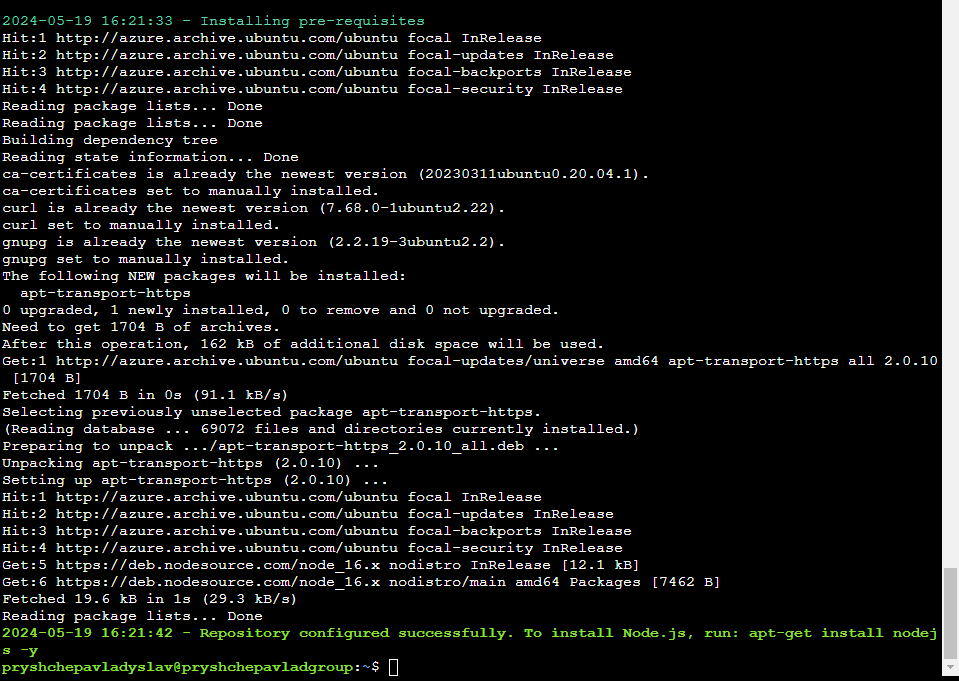 2024-05-19 16:21:33 - Installing pre-requisites
Hit:1 http://azure.archive.ubuntu.com/ubuntu focal InRelease
Hit:2 http://azure.archive.ubuntu.com/ubuntu focal-updates InRelease
Hit:3 http://azure.archive.ubuntu.com/ubuntu focal-backports InRelease
Hit:4 http://azure.archive.ubuntu.com/ubuntu focal-security InRelease
Reading package lists... Done
Reading package lists... Done
Building dependency tree
Reading state information... Done
ca-certificates is already the newest version (20230311ubuntu0.20.04.1).
ca-certificates set to manually installed.
curl is already the newest version (7.68.0-1ubuntu2.22).
curl set to manually installed.
gnupg is already the newest version (2.2.19-3ubuntu2.2).
gnupg set to manually installed.
The following NEW packages will be installed:
  apt-transport-https
0 upgraded, 1 newly installed, 0 to remove and 0 not upgraded.
Need to get 1704 B of archives.
After this operation, 162 kB of additional disk space will be used.
Get:1 http://azure.archive.ubuntu.com/ubuntu focal-updates/universe amd64 apt-transport-https all 2.0.10
 [1704 B]
Fetched 1704 B in 0s (91.1 kB/s)
Selecting previously unselected package apt-transport-https.
(Reading database ... 69072 files and directories currently installed.)
Preparing to unpack .../apt-transport-https_2.0.10_all.deb ...
Unpacking apt-transport-https (2.0.10) ...
Setting up apt-transport-https (2.0.10) ...
Hit:1 http://azure.archive.ubuntu.com/ubuntu focal InRelease
Hit:2 http://azure.archive.ubuntu.com/ubuntu focal-updates InRelease
Hit:3 http://azure.archive.ubuntu.com/ubuntu focal-backports InRelease
Hit:4 http://azure.archive.ubuntu.com/ubuntu focal-security InRelease
Get:5 https://deb.nodesource.com/node_16.x nodistro InRelease [12.1 kB]
Get:6 https://deb.nodesource.com/node_16.x nodistro/main amd64 Packages [7462 B]
Fetched 19.6 kB in 1s (29.3 kB/s)
Reading package lists... Done
2024-05-19 16:21:42 - Repository configured successfully. To install Node.js, run: apt-get install nodej
s -y
pryshchepavladyslav@pryshchepavladgroup:~$